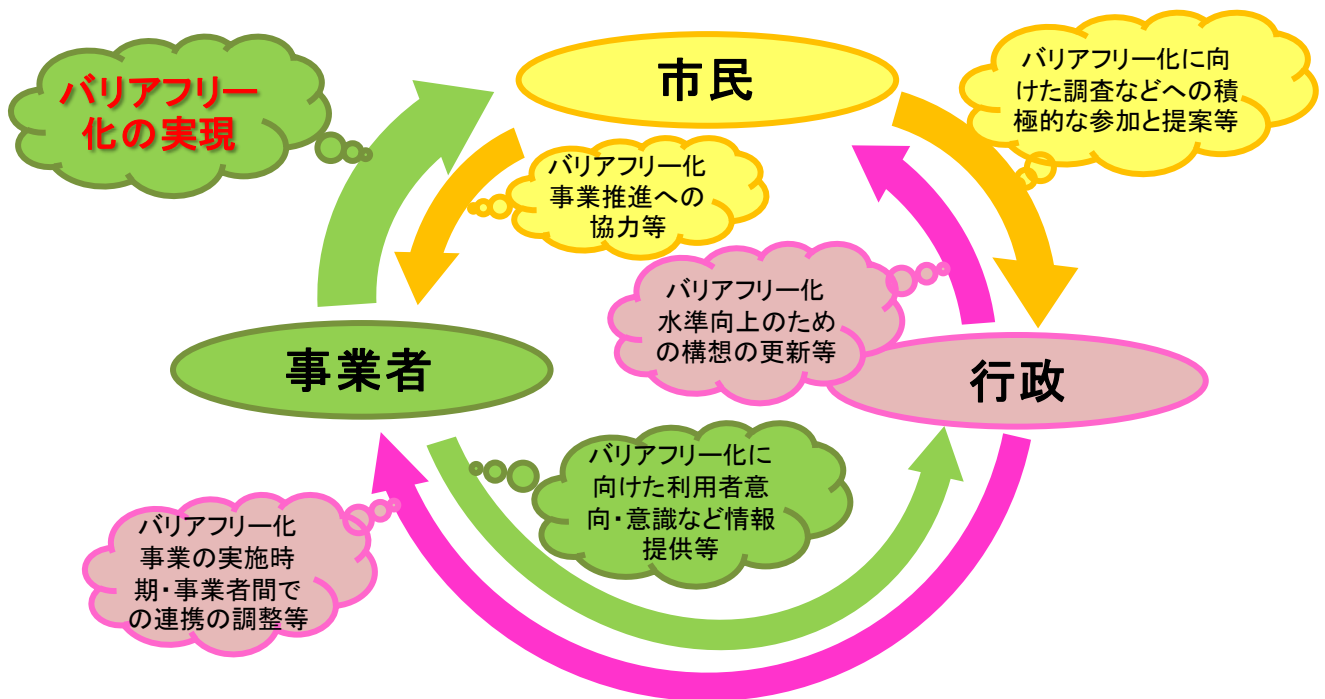 バリアフリー
化の実現
市民
バリアフリー化に向
けた調査などへの積
極的な参加と提案等
バリアフリー化
事業推進への
協力等
バリアフリー化
水準向上のため
の構想の更新等
事業者
行政
バリアフリー化に
向けた利用者意
向・意識など情報
提供等
バリアフリー化
事業の実施時
期・事業者間で
の連携の調整等